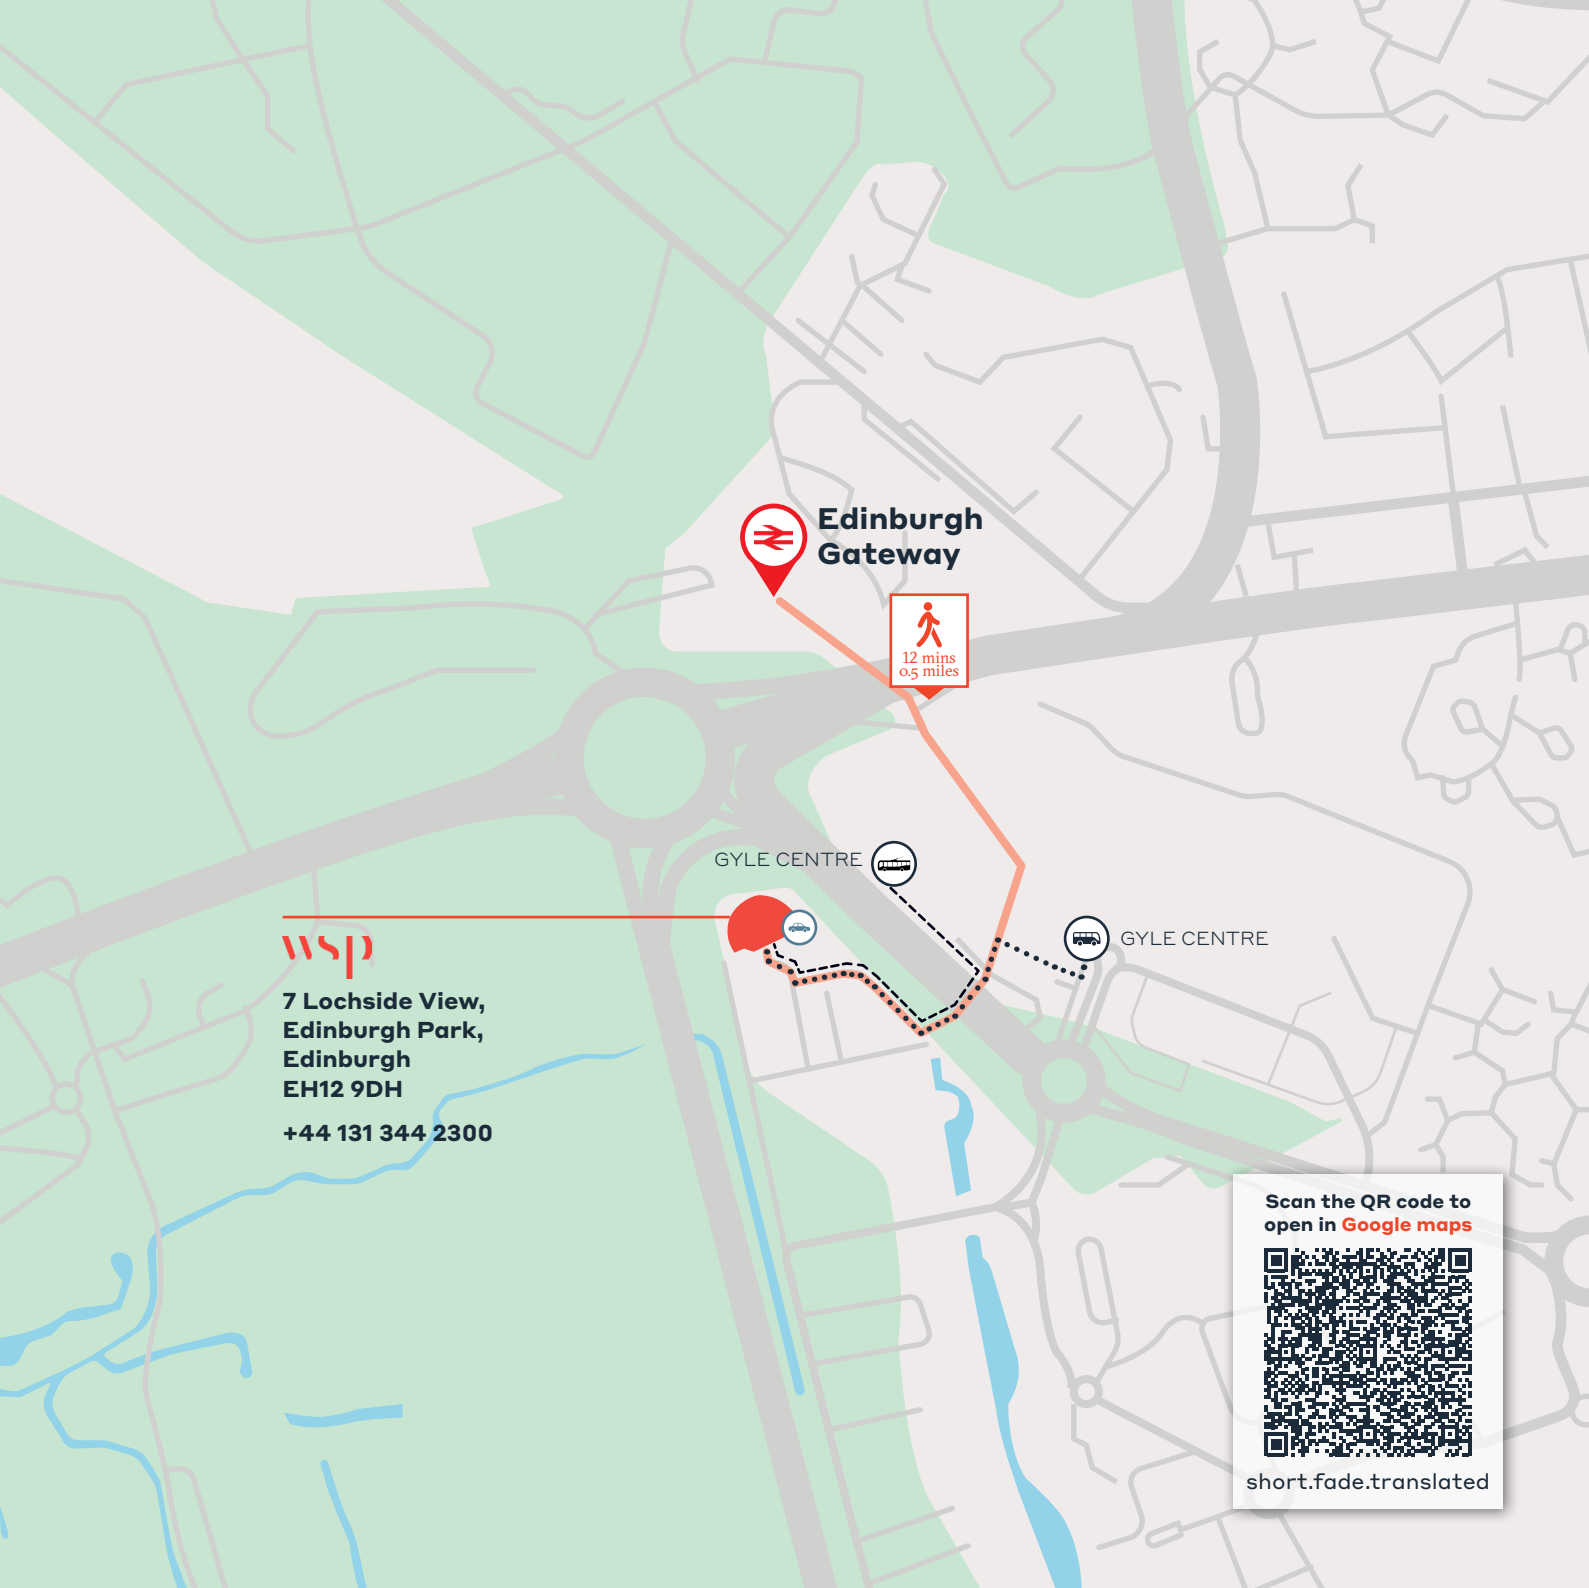 Edinburgh
Gateway
12 mins
0.5 miles
GYLE CENTRE
GYLE CENTRE
wsp
7 Lochside View,
Edinburgh Park,
Edinburgh
EH12 9DH
+44 131 344 2300
Scan the QR code to
open in Google maps
short.fade.translated